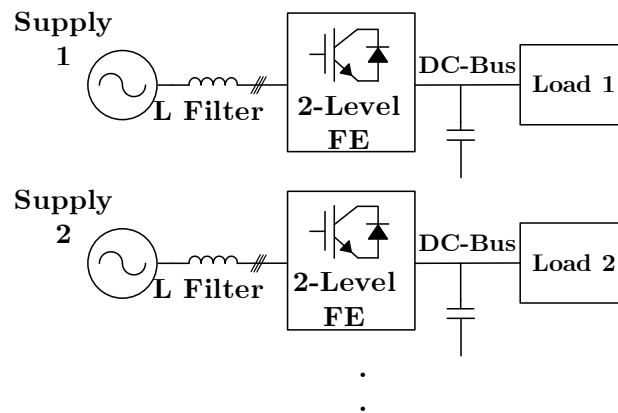 Supply
1
L Filter
2-Level
FE
DC-Bus
Load 1
Supply
2
L Filter
2-Level
FE
DC-Bus
Load 2